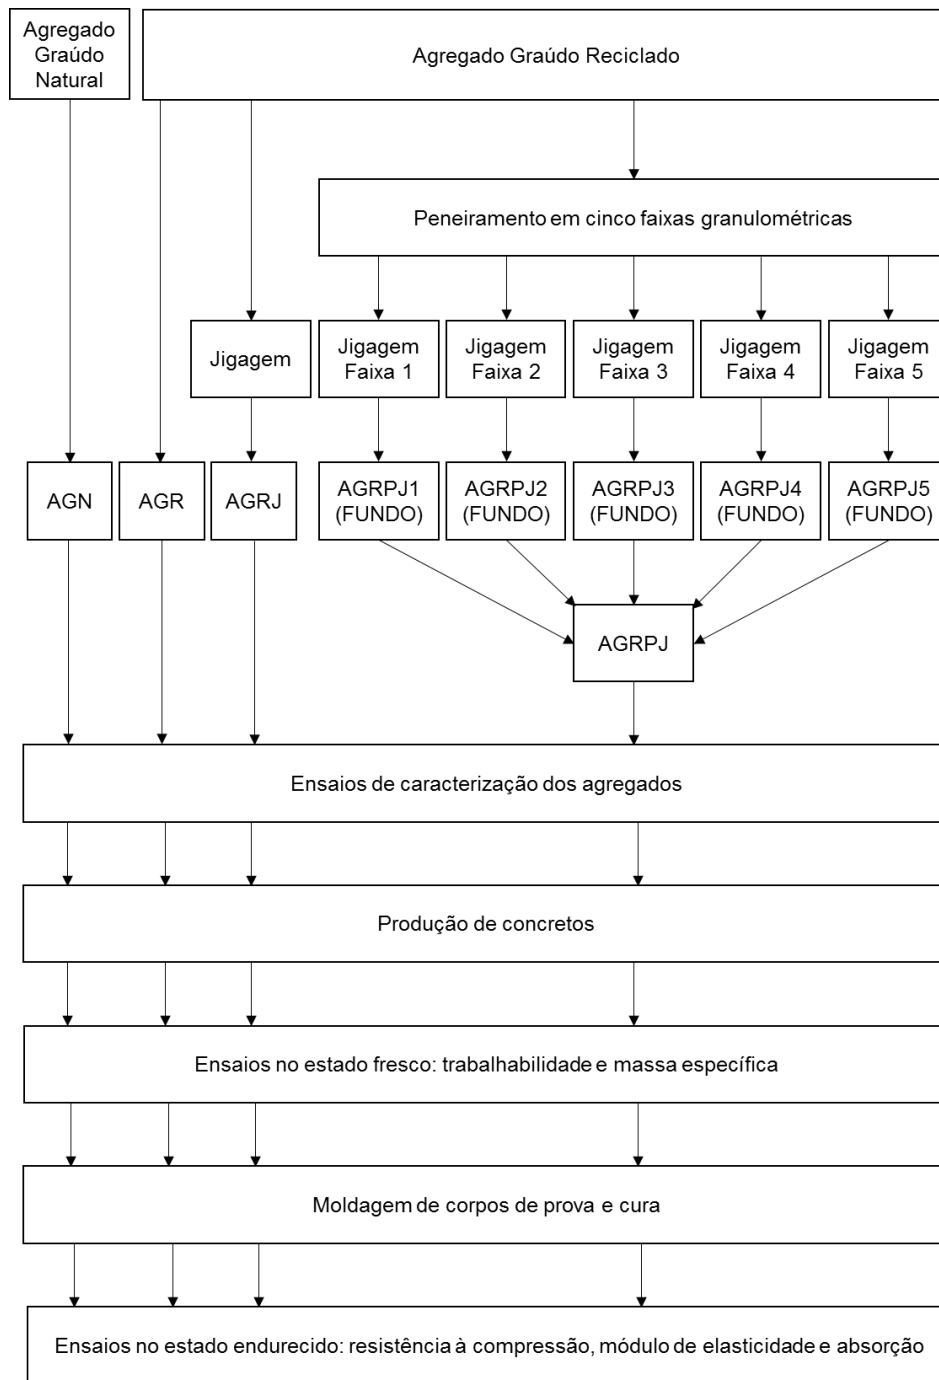 Agregado
Graúdo
Natural
Agregado Graúdo Reciclado
Peneiramento em cinco faixas granulométricas
Jigagem
Jigagem
Faixa 1
Jigagem
Faixa 2
Jigagem
Faixa 3
Jigagem
Faixa 4
Jigagem
Faixa 5
AGN
AGR
AGRJ
AGRPJ1
(FUNDO)
AGRPJ2
(FUNDO)
AGRPJ3
(FUNDO)
AGRPJ4
(FUNDO)
AGRPJ5
(FUNDO)
AGRPJ
Ensaios de caracterização dos agregados
Produção de concretos
Ensaios no estado fresco: trabalhabilidade e massa específica
Moldagem de corpos de prova e cura
Ensaios no estado endurecido: resistência à compressão, módulo de elasticidade e absorção